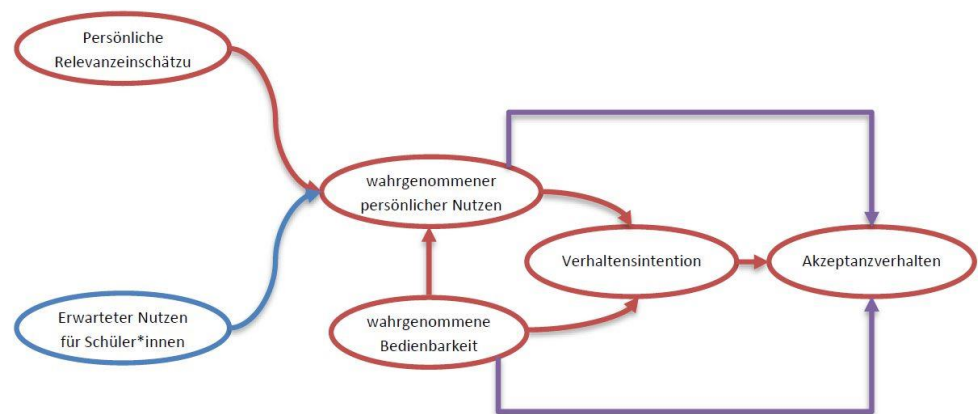 Persönliche
Relevanzeinschätzu
wahrgenommener
persönlicher Nutzen
Verhaltensintention
Akzeptanzverhalten
Erwarteter Nutzen
für Schüler*innen
wahrgenommene
Bedienbarkeit